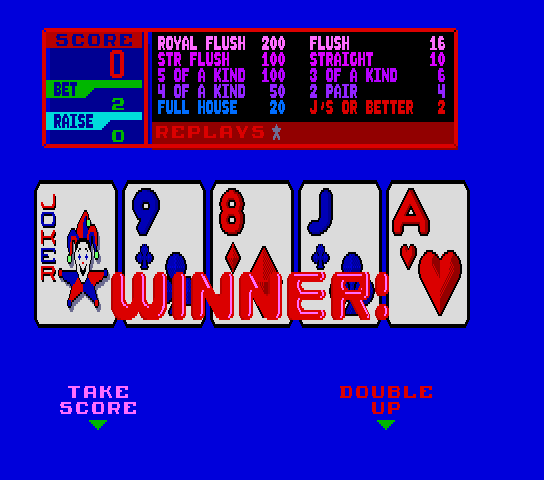 SCORE
0
BET
2
RAISE
0
ROYAL FLUSH 200
STR FLUSH 100
5 OF A KIND 100
4 OF A KIND 50
FULL HOUSE 20
FLUSH 16
STRAIGHT 10
3 OF A KIND 6
2 PAIR 4
J'S OR BETTER 2
REPLAYS
JOKER
9
8
J
A
WINNER!
TAKE
SCORE
DOUBLE
UP